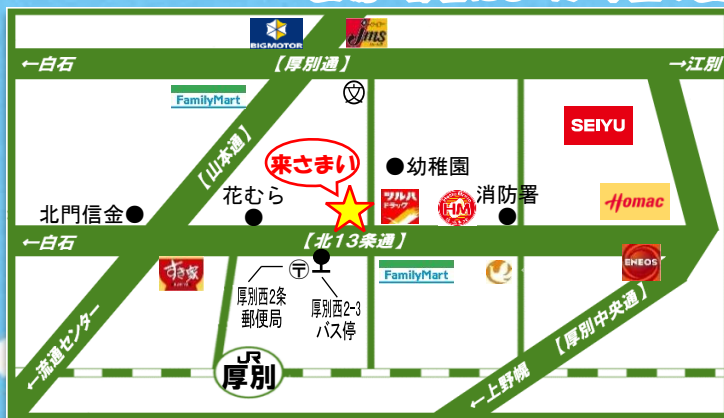 BIGMOTOR
jms
←白石
【厚別通】
→江別
FamilyMart
文
SEIYU
【山本通】
来さまい
幼稚園
花むら
ツルハ
ドラッグ
HM
消防署
Homac
北門信金
←白石
【北13条通】
すき家
〒
FamilyMart
ENEOS
厚別西2条
郵便局
厚別西2-3
バス停
【厚別中央通】
←流通センター
JR
厚別
←上野幌